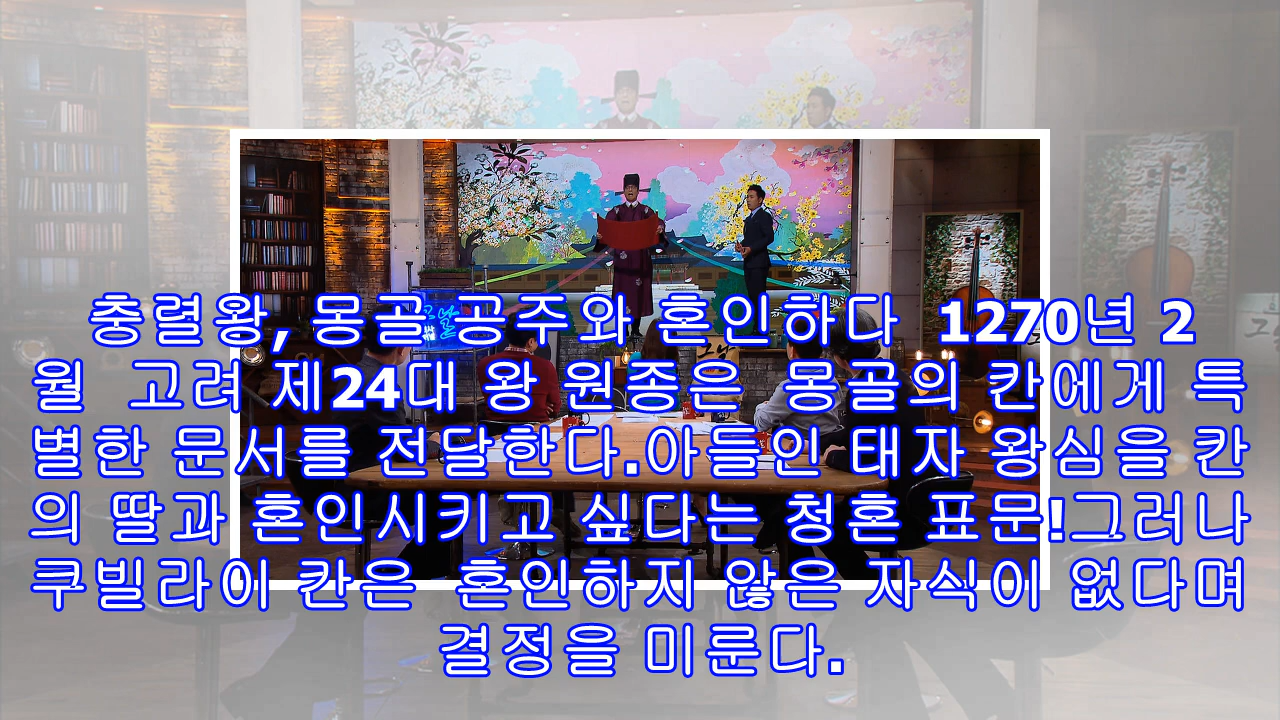 충렬왕, 몽골 공주와 혼인하다 1270년 2
월 고려 제24대 왕 원종은 몽골의 칸에게 특
별한 문서를 전달한다.아들인 태자 왕심을 칸
의 딸과 혼인시키고 싶다는 청혼 표문!그러나
쿠빌라이 칸은 혼인하지 않은 자식이 없다며
결정을 미룬다.